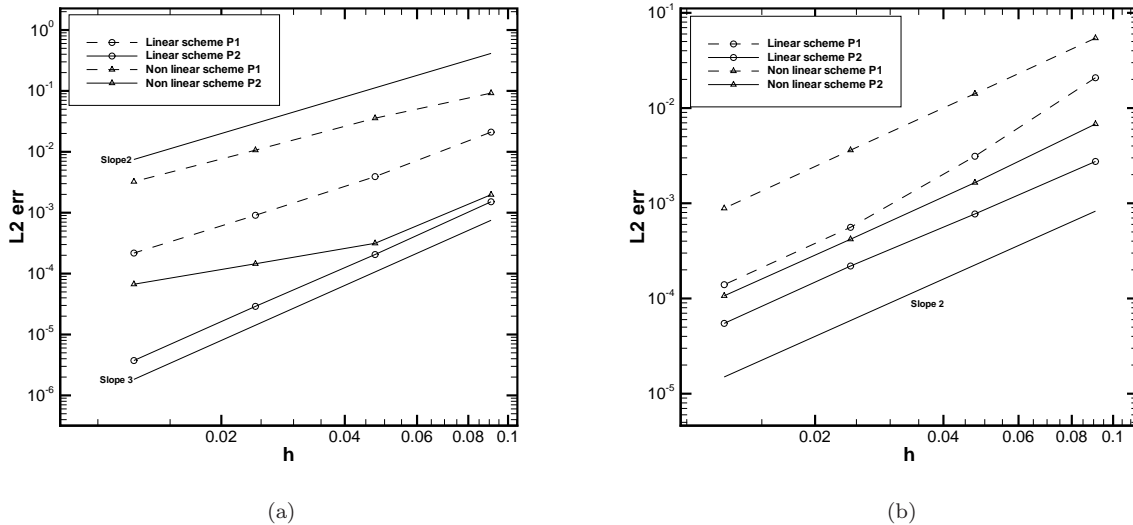 10^0
10^-1
10^-2
10^-3
10^-4
10^-5
10^-6
L2 err
Linear scheme P1
Linear scheme P2
Non linear scheme P1
Non linear scheme P2
Slope2
Slope 3
0.02
0.04
0.06
0.08
0.1
h
(a)
10^-1
10^-2
10^-3
10^-4
10^-5
L2 err
Linear scheme P1
Linear scheme P2
Non linear scheme P1
Non linear scheme P2
Slope 2
0.02
0.04
0.06
0.08
0.1
h
(b)